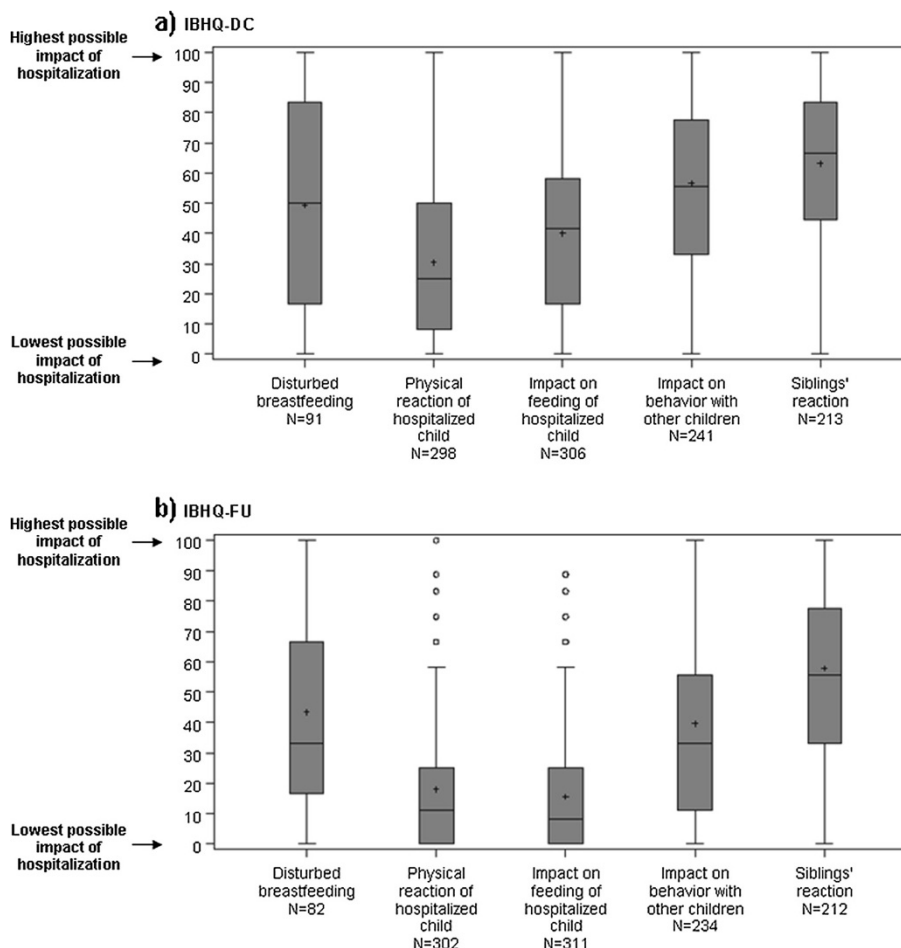 a) IBHQ-DC
Highest possible
impact of
hospitalization
100
90
80
70
60
50
40
30
20
10
0
Lowest possible
impact of
hospitalization
Disturbed
breastfeeding
N=91
Physical
reaction of
hospitalized
child
N=298
Impact on
feeding of
hospitalized
child
N=306
Impact on
behavior with
other children
N=241
Siblings'
reaction
N=213
b) IBHQ-FU
Highest possible
impact of
hospitalization
100
90
80
70
60
50
40
30
20
10
0
Lowest possible
impact of
hospitalization
Disturbed
breastfeeding
N=82
Physical
reaction of
hospitalized
child
N=302
Impact on
feeding of
hospitalized
child
N=311
Impact on
behavior with
other children
N=234
Siblings'
reaction
N=212